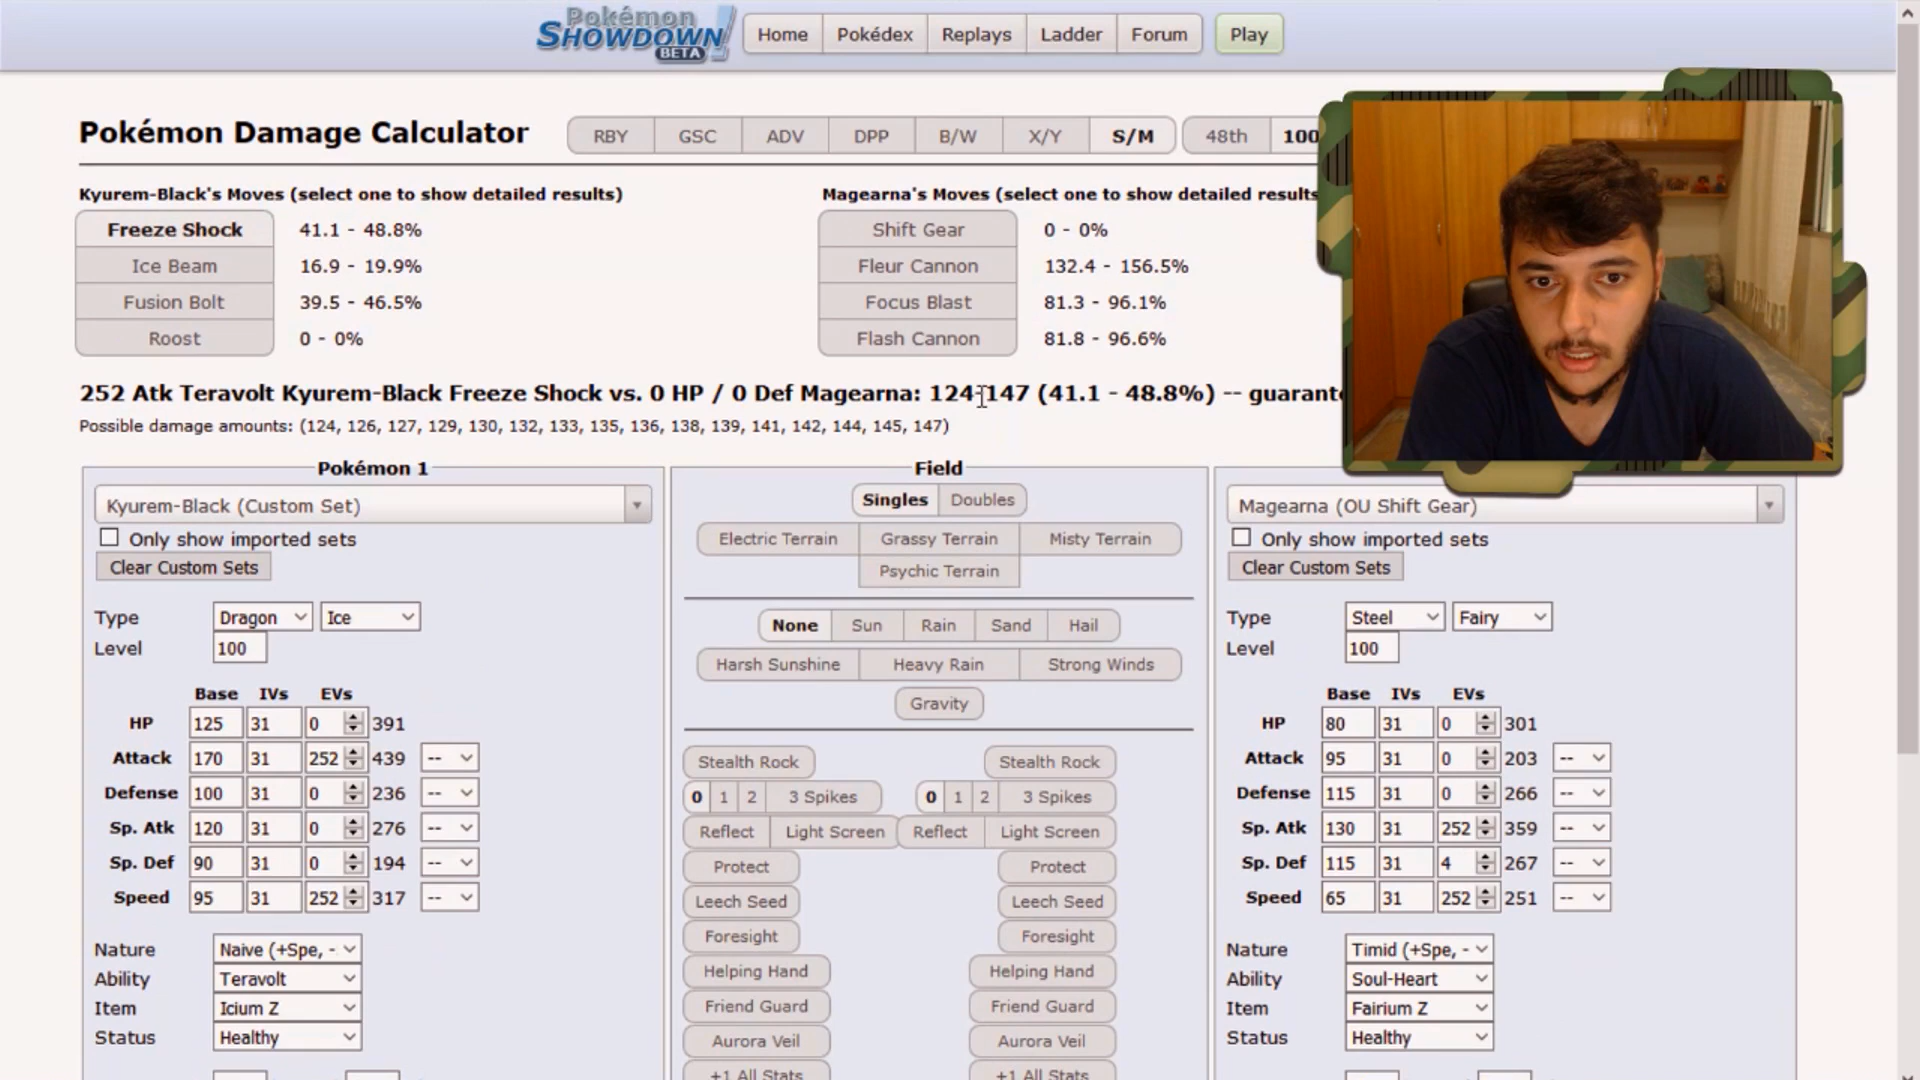 Pokémon
SHOWDOWN!
BETA
Home Pokédex Replays Ladder Forum Play
Pokémon Damage Calculator RBY GSC ADV DPP B/W X/Y S/M 48th 100
Kyurem-Black's Moves (select one to show detailed results)
Freeze Shock 41.1 - 48.8%
Ice Beam 16.9 - 19.9%
Fusion Bolt 39.5 - 46.5%
Roost 0 - 0%
Magearna's Moves (select one to show detailed results
Shift Gear 0 - 0%
Fleur Cannon 132.4 - 156.5%
Focus Blast 81.3 - 96.1%
Flash Cannon 81.8 - 96.6%
252 Atk Teravolt Kyurem-Black Freeze Shock vs. 0 HP / 0 Def Magearna: 124-147 (41.1 - 48.8%) -- guarante
Possible damage amounts: (124, 126, 127, 129, 130, 132, 133, 135, 136, 138, 139, 141, 142, 144, 145, 147)
Pokémon 1
Kyurem-Black (Custom Set)
Only show imported sets
Clear Custom Sets
Type Dragon Ice
Level 100
Base IVs EVs
HP 125 31 0 391
Attack 170 31 252 439 --
Defense 100 31 0 236 --
Sp. Atk 120 31 0 276 --
Sp. Def 90 31 0 194 --
Speed 95 31 252 317 --
Nature Naive (+Spe, -
Ability Teravolt
Item Icium Z
Status Healthy
Field
Singles Doubles
Electric Terrain Grassy Terrain Misty Terrain
Psychic Terrain
None Sun Rain Sand Hail
Harsh Sunshine Heavy Rain Strong Winds
Gravity
Stealth Rock Stealth Rock
0 1 2 3 Spikes 0 1 2 3 Spikes
Reflect Light Screen Reflect Light Screen
Protect Protect
Leech Seed Leech Seed
Foresight Foresight
Helping Hand Helping Hand
Friend Guard Friend Guard
Aurora Veil Aurora Veil
+1 All Stats +1 All Stats
Magearna (OU Shift Gear)
Only show imported sets
Clear Custom Sets
Type Steel Fairy
Level 100
Base IVs EVs
HP 80 31 0 301
Attack 95 31 0 203 --
Defense 115 31 0 266 --
Sp. Atk 130 31 252 359 --
Sp. Def 115 31 4 267 --
Speed 65 31 252 251 --
Nature Timid (+Spe, -
Ability Soul-Heart
Item Fairium Z
Status Healthy